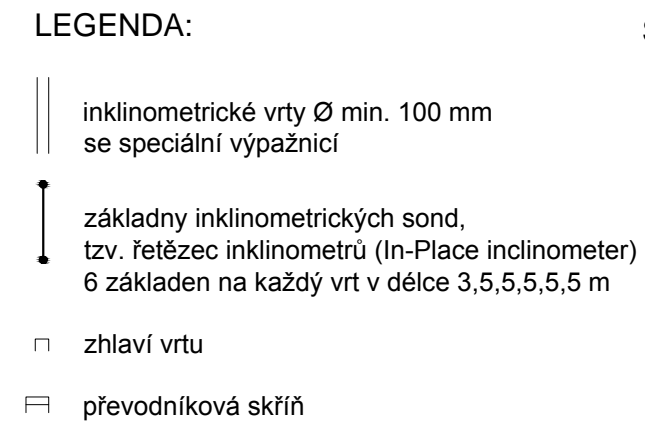 LEGENDA:
inklinometrické vrty Ø min. 100 mm
se speciální výpažnicí
základny inklinometrických sond,
tzv. řetězec inklinometrů (In-Place inclinometer)
6 základen na každý vrt v délce 3,5,5,5,5,5 m
zhlaví vrtu
převodníková skříň